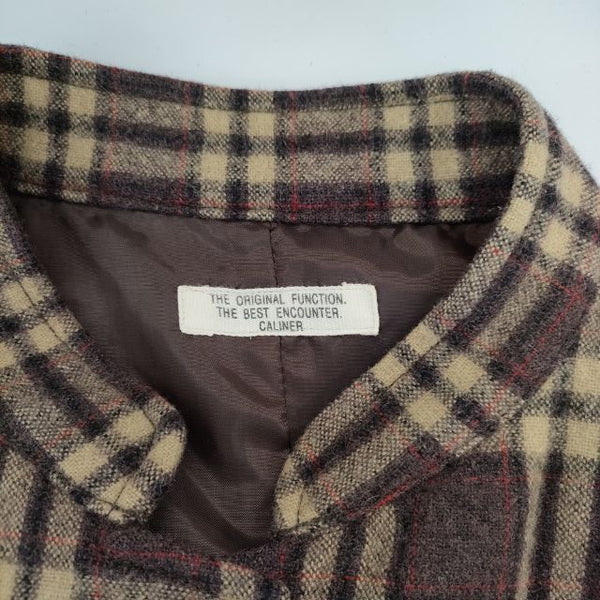 THE ORIGINAL FUNCTION.
THE BEST ENCOUNTER.
CALINER